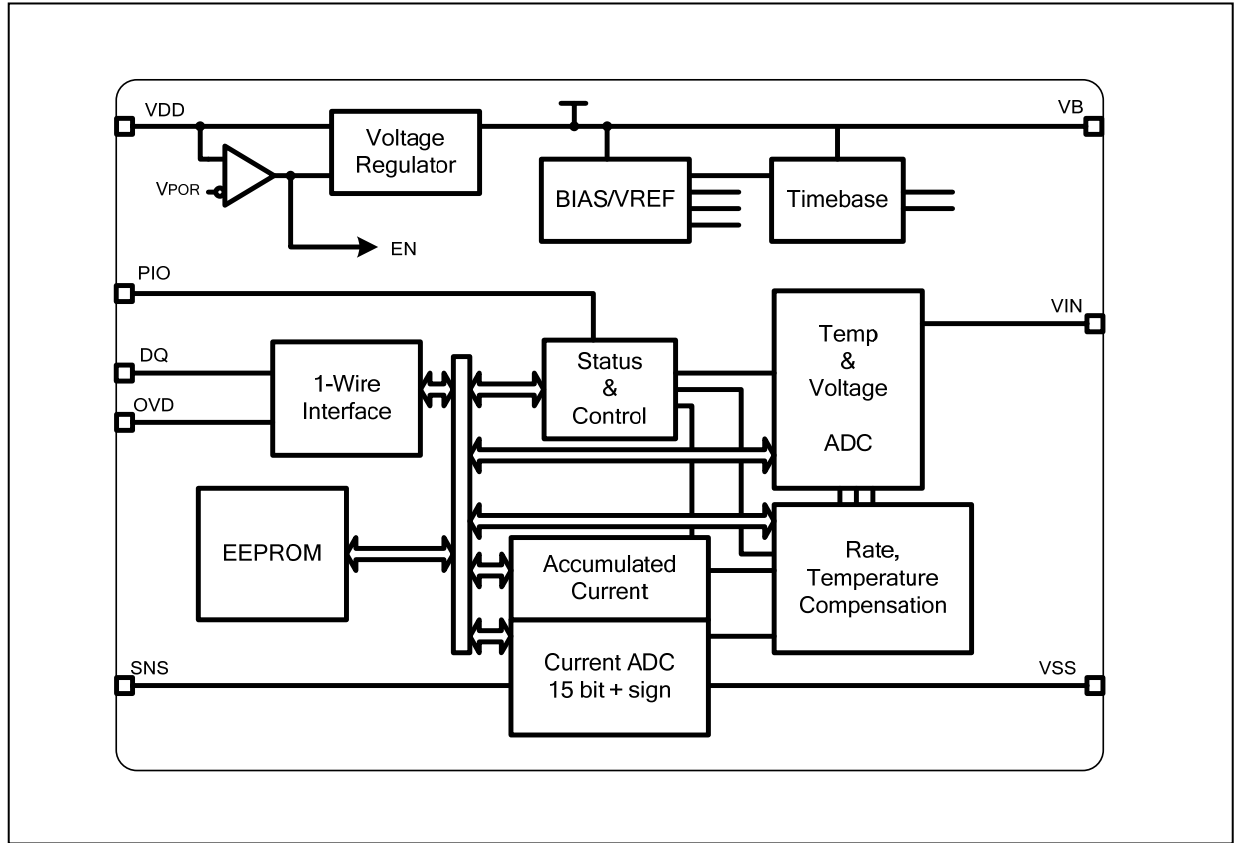 VDD
VB
Voltage
Regulator
VPOR
BIAS/VREF
Timebase
EN
PIO
VIN
Temp
&
Voltage
ADC
Status
&
Control
DQ
1-Wire
Interface
OVD
EEPROM
Accumulated
Current
Rate,
Temperature
Compensation
SNS
Current ADC
15 bit + sign
VSS